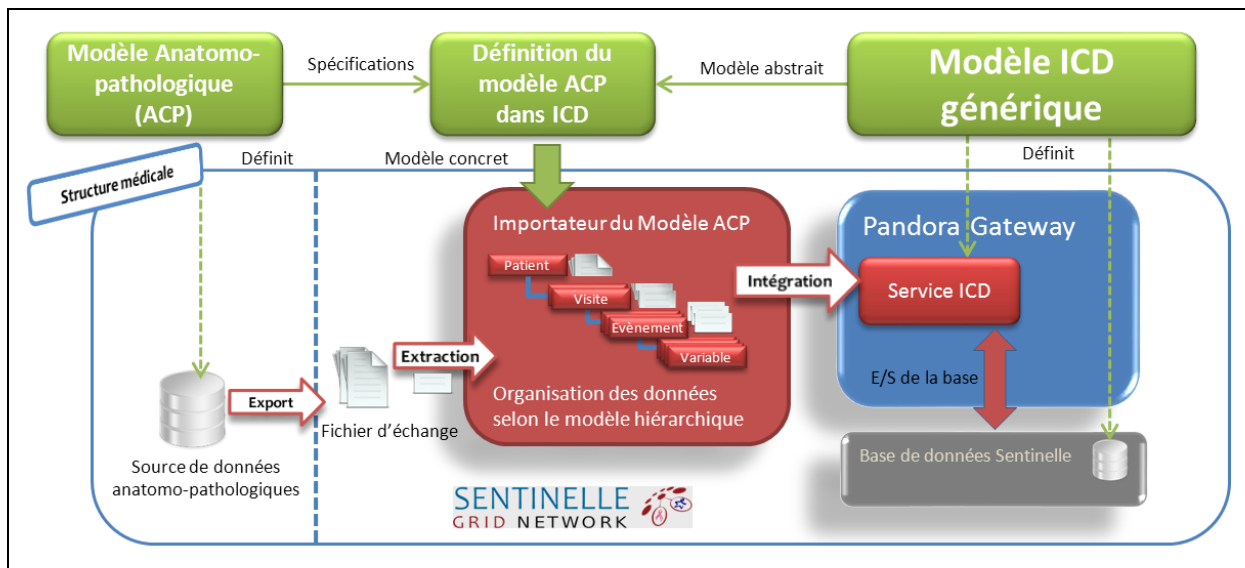 Modèle Anatomo-
pathologique
(ACP)
Spécifications
Définition du
modèle ACP
dans ICD
Modèle abstrait
Modèle ICD
générique
Structure médicale
Définit
Modèle concret
Définit
Importateur du Modèle ACP
Patient
Visite
Evènement
Variable
Organisation des données
selon le modèle hiérarchique
Intégration
Pandora Gateway
Service ICD
E/S de la base
Base de données Sentinelle
Export
Extraction
Fichier d'échange
Source de données
anatomo-pathologiques
SENTINELLE
GRID NETWORK